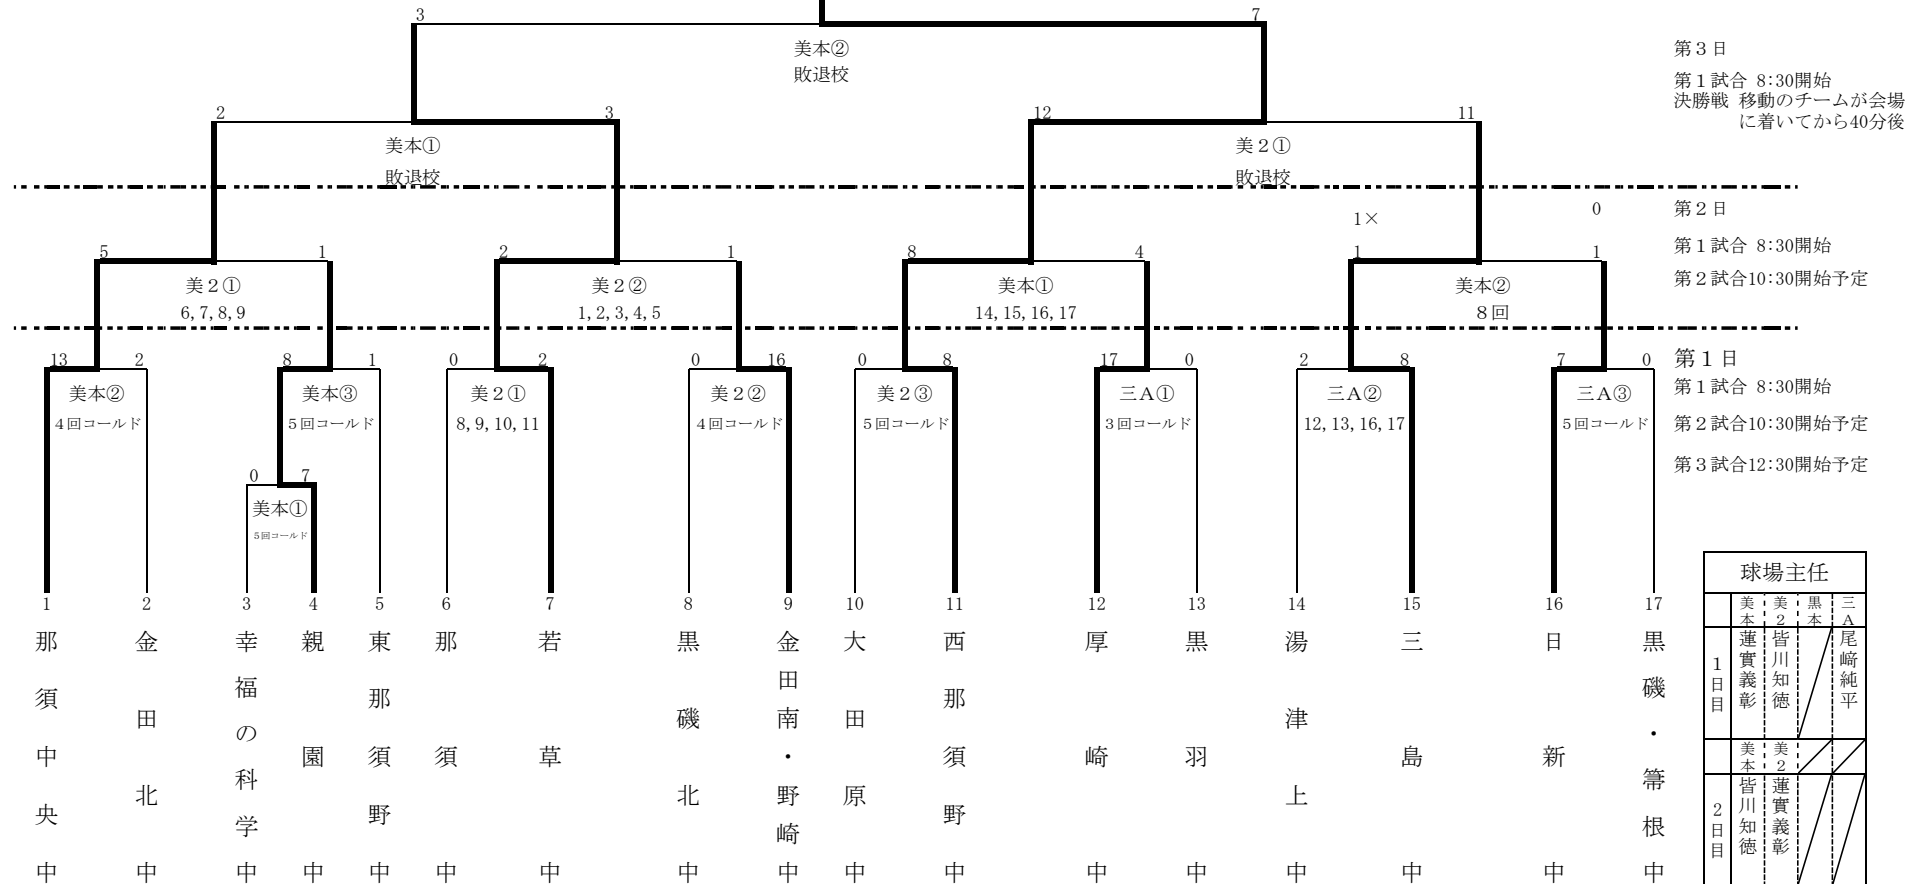 3 7
美本②
敗退校
第３日
第１試合 8:30開始
決勝戦 移動のチームが会場
に着いてから40分後
2 3 12 11
美本① 美２①
敗退校 敗退校
1× 0 第２日
第１試合 8:30開始
5 1 2 1 8 4 1 1
第２試合10:30開始予定
美２① 美２② 美本① 美本②
6,7,8,9 1,2,3,4,5 14,15,16,17 ８回
13 2 8 1 0 2 0 16 0 8 17 0 2 8 7 0
第１日
第１試合 8:30開始
美本② 美本③ 美２① 美２② 美２③ 三Ａ① 三Ａ② 三Ａ③
４回コールド ５回コールド 8,9,10,11 ４回コールド ５回コールド ３回コールド 12,13,16,17 ５回コールド
第２試合10:30開始予定
第３試合12:30開始予定
0 7
美本①
５回コールド
1 2 3 4 5 6 7 8 9 10 11 12 13 14 15 16 17
那須中央中
金田北中
幸福の科学中
親園中
東那須野中
那須中
若草中
黒磯北中
金田南・野崎中
大田原中
西那須野中
厚崎中
黒羽中
湯津上中
三島中
日新中
黒磯・箒根中
球場主任
美本 美２ 黒本 三Ａ
１日目 蓮實義彰 皆川知徳 尾﨑純平
美本 美２
２日目 皆川知徳 蓮實義彰